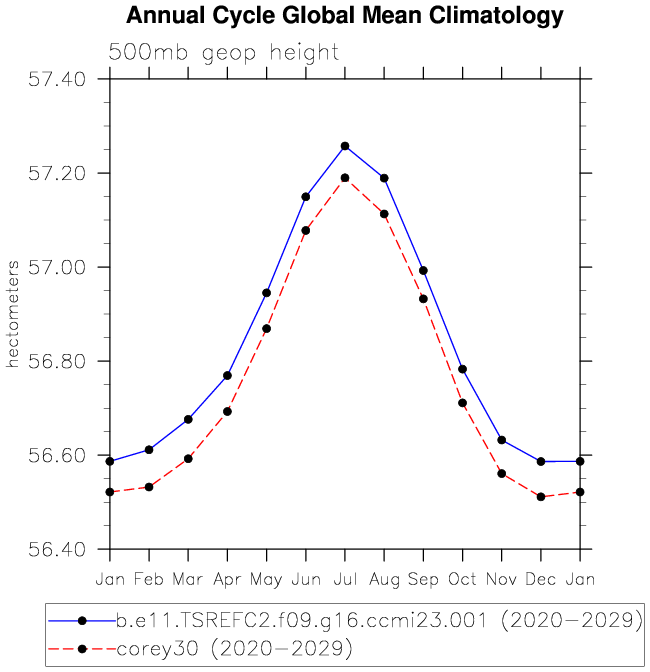 Annual Cycle Global Mean Climatology
500mb geop height
57.40
57.20
57.00
56.80
56.60
56.40
hectometers
Jan Feb Mar Apr May Jun Jul Aug Sep Oct Nov Dec Jan
b.e11.TSREFC2.f09.g16.ccmi23.001 (2020-2029)
corey30 (2020-2029)